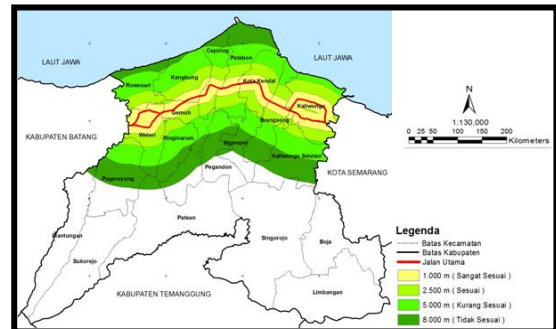 LAUT JAWA
LAUT JAWA
Cepiring
Patebon
Rowosari
Kangkung
Kota Kendal
Kaliwungu
Gemuh
Weleri
Brangsong
Ringinarum
Ngampel
Kaliwungu Selatan
Pegandon
Pageruyung
Patean
Plantungan
Sukorejo
Singorojo
Boja
Limbangan
KABUPATEN BATANG
KOTA SEMARANG
KABUPATEN TEMANGGUNG
N
1:130,000
0 25 50 100 150 200
Kilometers
Legenda
Batas Kecamatan
Batas Kabupaten
Jalan Utama
1.000 m ( Sangat Sesuai )
2.500 m ( Sesuai )
5.000 m ( Kurang Sesuai )
8.000 m ( Tidak Sesuai )